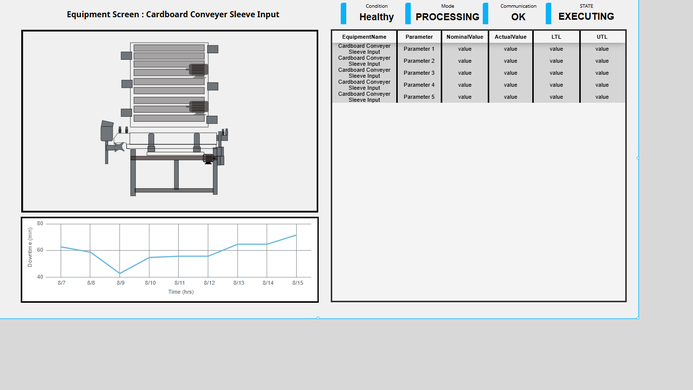 Equipment Screen : Cardboard Conveyer Sleeve Input
Condition
Healthy
Mode
PROCESSING
Communication
OK
STATE
EXECUTING
EquipmentName Parameter NominalValue ActualValue LTL UTL
Cardboard Conveyer
Sleeve Input Parameter 1 value value value value
Cardboard Conveyer
Sleeve Input Parameter 2 value value value value
Cardboard Conveyer
Sleeve Input Parameter 3 value value value value
Cardboard Conveyer
Sleeve Input Parameter 4 value value value value
Cardboard Conveyer
Sleeve Input Parameter 5 value value value value
Downtime (min)
80
60
40
8/7 8/8 8/9 8/10 8/11 8/12 8/13 8/14 8/15
Time (hrs)